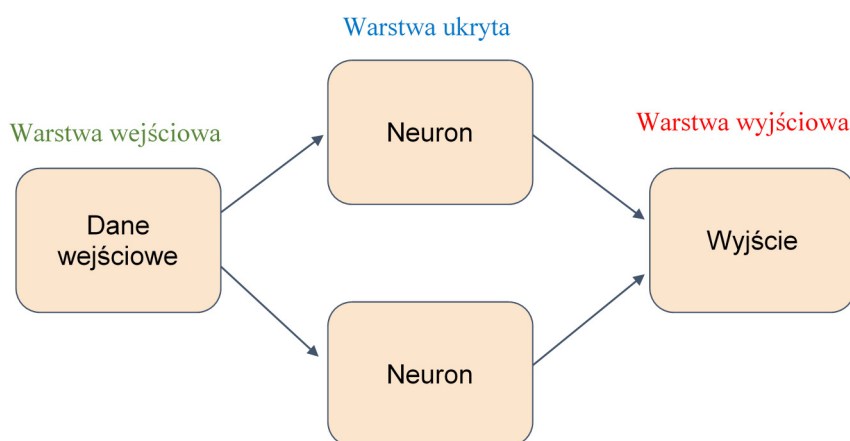 Warstwa ukryta
Warstwa wejściowa
Warstwa wyjściowa
Neuron
Dane
wejściowe
Wyjście
Neuron